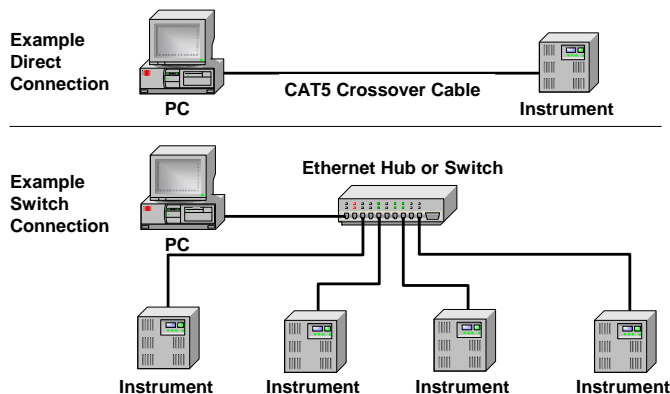 Example
Direct
Connection
CAT5 Crossover Cable
PC
Instrument
Example
Switch
Connection
Ethernet Hub or Switch
PC
Instrument
Instrument
Instrument
Instrument